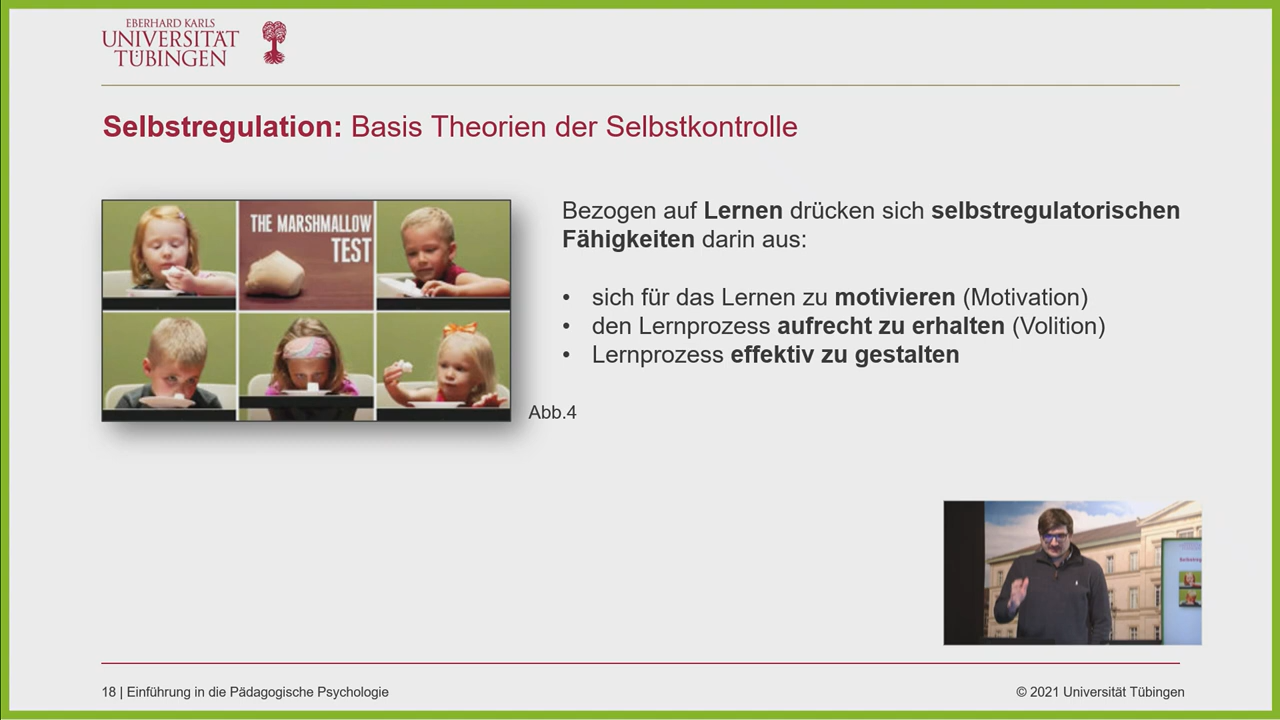 EBERHARD KARLS
UNIVERSITÄT
TÜBINGEN
Selbstregulation: Basis Theorien der Selbstkontrolle
THE MARSHMALLOW
TEST
Bezogen auf Lernen drücken sich selbstregulatorischen
Fähigkeiten darin aus:
• sich für das Lernen zu motivieren (Motivation)
• den Lernprozess aufrecht zu erhalten (Volition)
• Lernprozess effektiv zu gestalten
Abb.4
18 | Einführung in die Pädagogische Psychologie
© 2021 Universität Tübingen